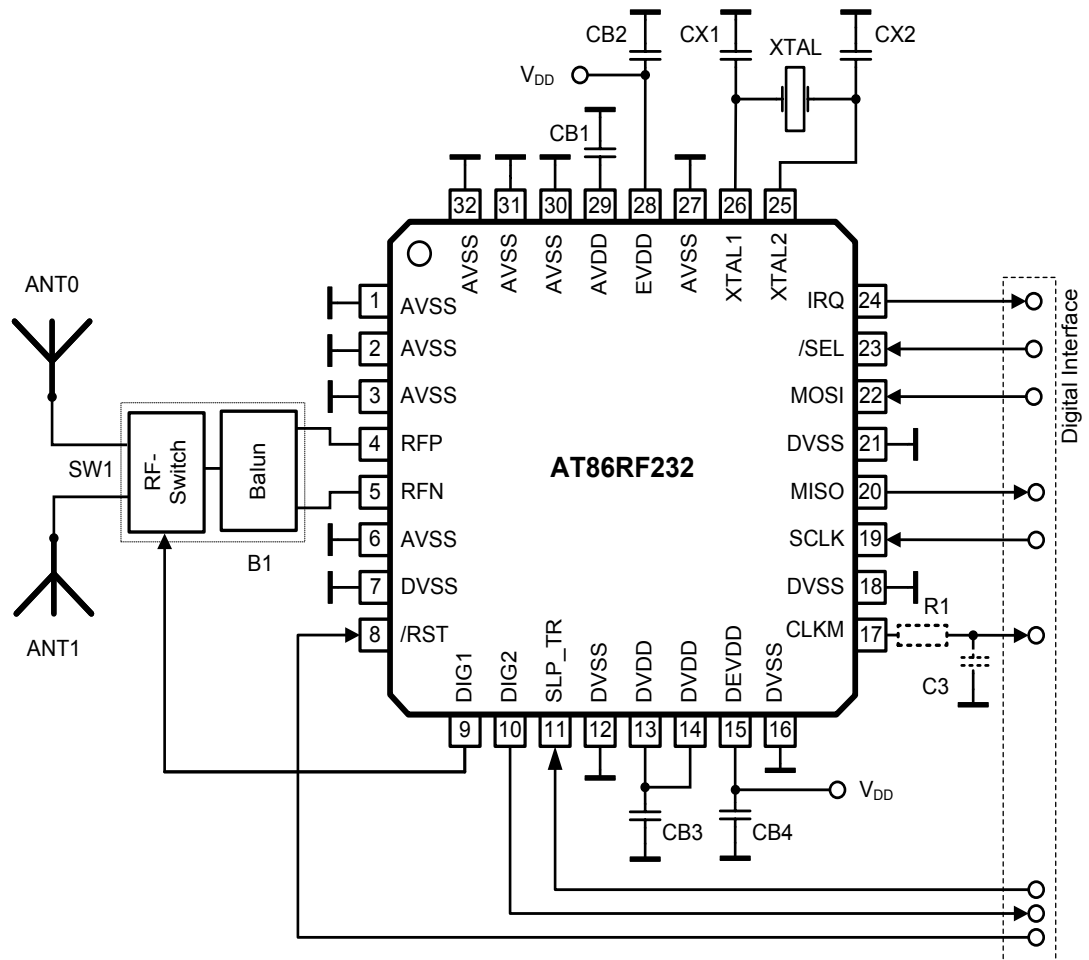 CB2
CX1
XTAL
CX2
VDD
CB1
32 31 30 29 28 27 26 25
AVSS
AVSS
AVSS
AVDD
EVDD
AVSS
XTAL1
XTAL2
ANT0
ANT1
SW1
RF-Switch
Balun
B1
1 AVSS
2 AVSS
3 AVSS
4 RFP
5 RFN
6 AVSS
7 DVSS
8 /RST
AT86RF232
IRQ 24
/SEL 23
MOSI 22
DVSS 21
MISO 20
SCLK 19
DVSS 18
CLKM 17
R1
C3
Digital Interface
DIG1
DIG2
SLP_TR
DVSS
DVDD
DVDD
DEVDD
DVSS
9 10 11 12 13 14 15 16
VDD
CB3
CB4